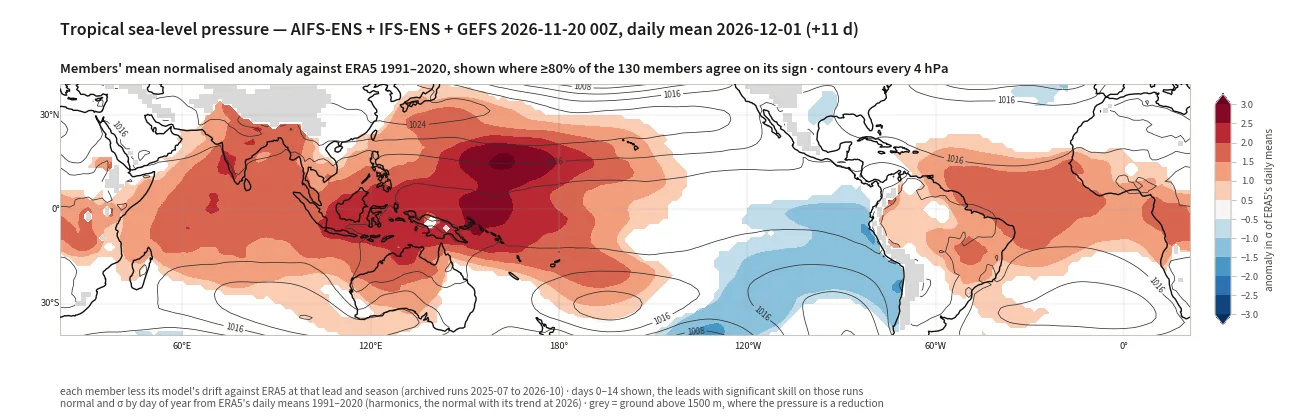 Tropical sea-level pressure — AIFS-ENS + IFS-ENS + GEFS 2026-11-20 00Z, daily mean 2026-12-01 (+11 d)
Members' mean normalised anomaly against ERA5 1991–2020, shown where ≥80% of the 130 members agree on its sign · contours every 4 hPa
1008
1016
1016
1024
1016
1016
1016
1016
1016
1016
1008
1016
30°N
0°
30°S
60°E
120°E
180°
120°W
60°W
0°
3.0
2.5
2.0
1.5
1.0
0.5
−0.5
−1.0
−1.5
−2.0
−2.5
−3.0
anomaly in σ of ERA5's daily means
each member less its model's drift against ERA5 at that lead and season (archived runs 2025-07 to 2026-10) · days 0–14 shown, the leads with significant skill on those runs
normal and σ by day of year from ERA5's daily means 1991–2020 (harmonics, the normal with its trend at 2026) · grey = ground above 1500 m, where the pressure is a reduction